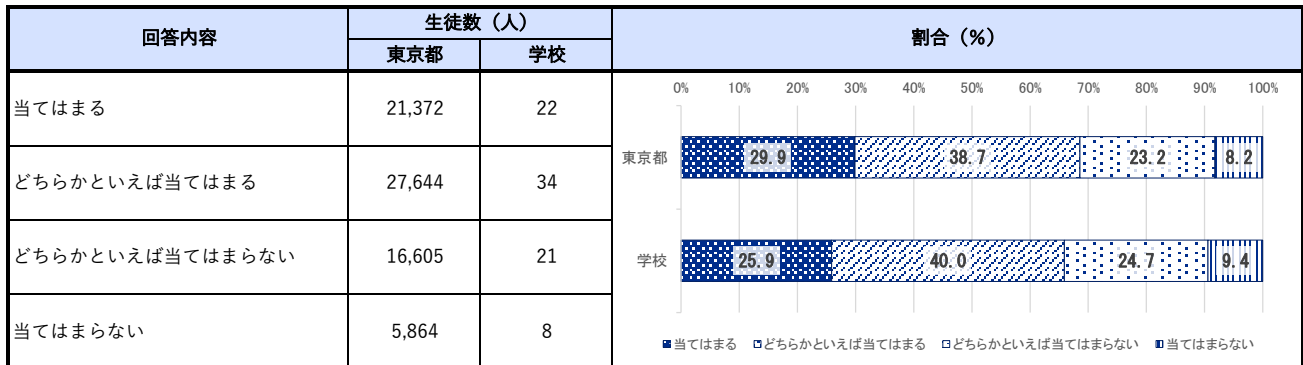 回答内容 生徒数（人） 割合（%）
東京都 学校
当てはまる 21,372 22
どちらかといえば当てはまる 27,644 34
どちらかといえば当てはまらない 16,605 21
当てはまらない 5,864 8
0% 10% 20% 30% 40% 50% 60% 70% 80% 90% 100%
東京都 29.9 38.7 23.2 8.2
学校 25.9 40.0 24.7 9.4
当てはまる どちらかといえば当てはまる どちらかといえば当てはまらない 当てはまらない